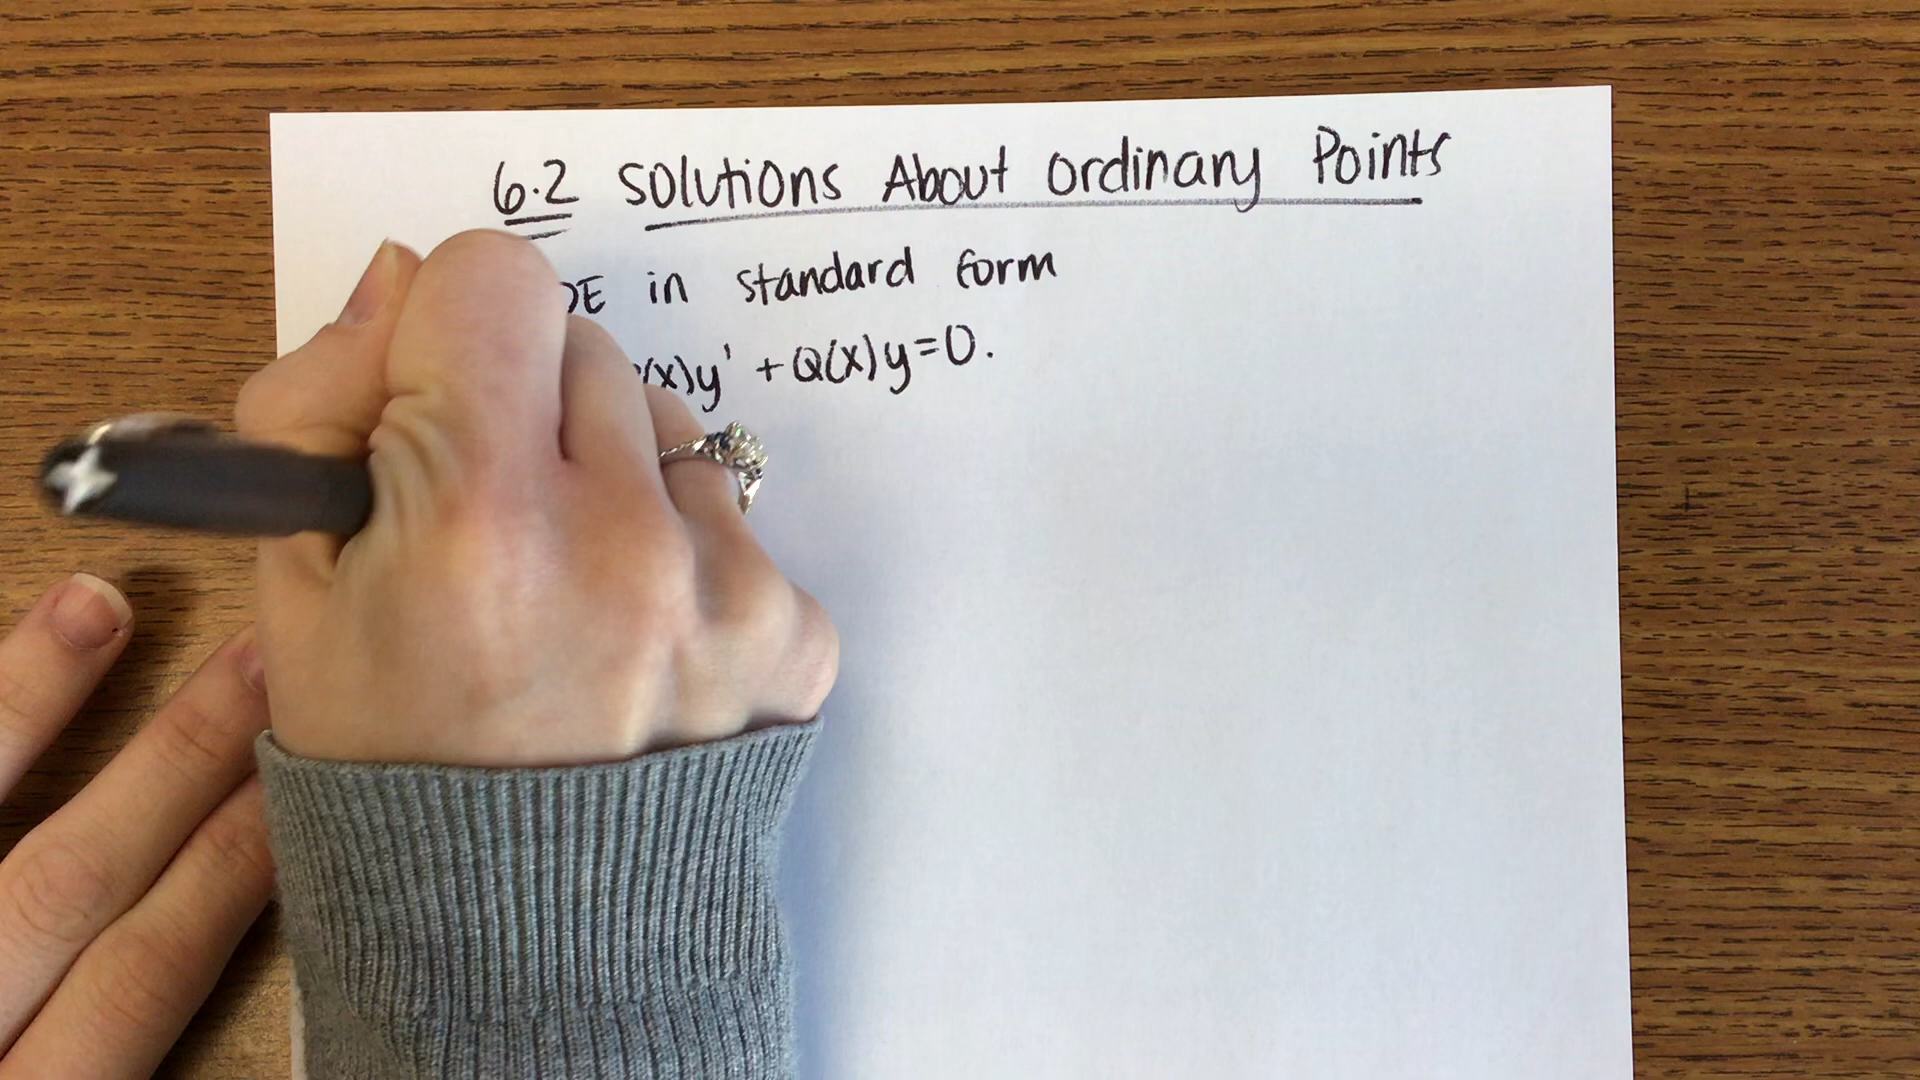 6.2 Solutions About Ordinary Points
DE in standard form
(x)y' + Q(x)y=0.